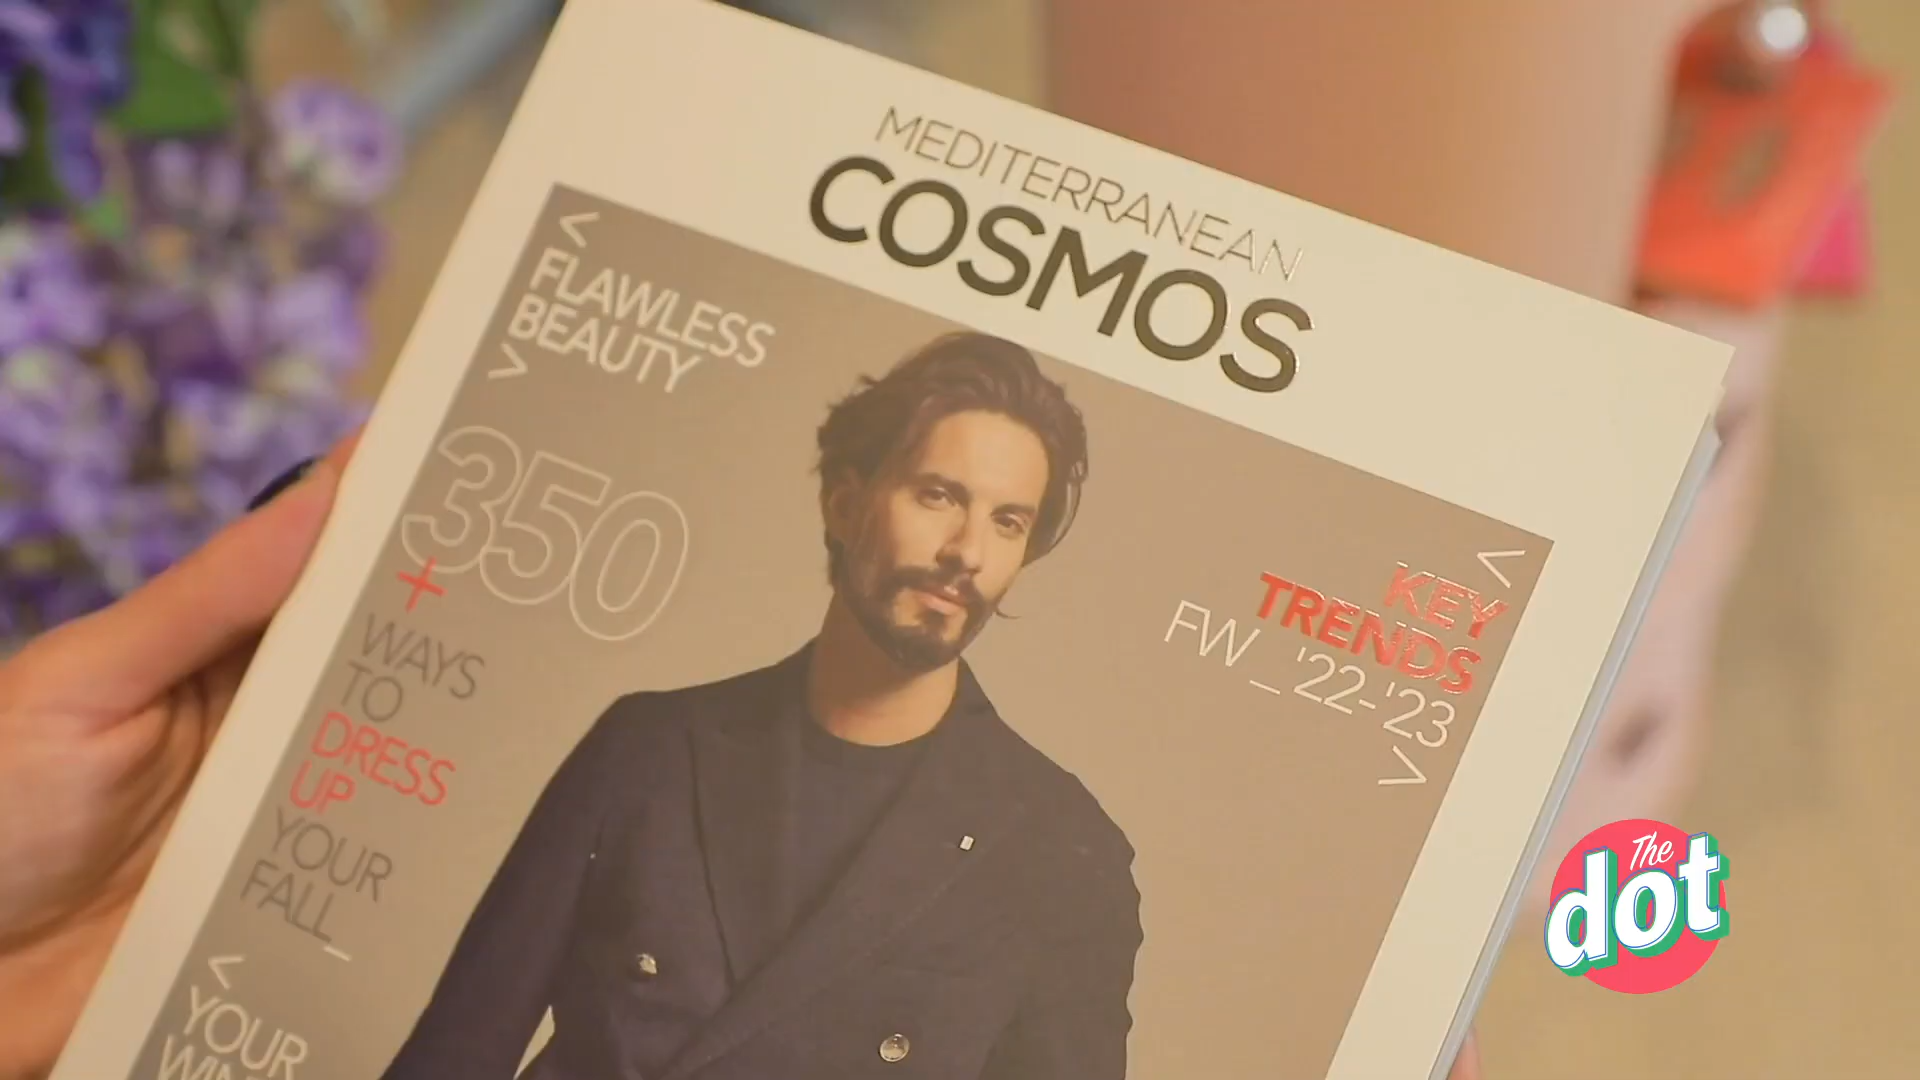 MEDITERRANEAN
COSMOS
<
FLAWLESS
BEAUTY
>
350
+
WAYS
TO
DRESS
UP
YOUR
FALL_
<
YOUR
<
KEY
TRENDS
FW_'22-'23
>
The
dot